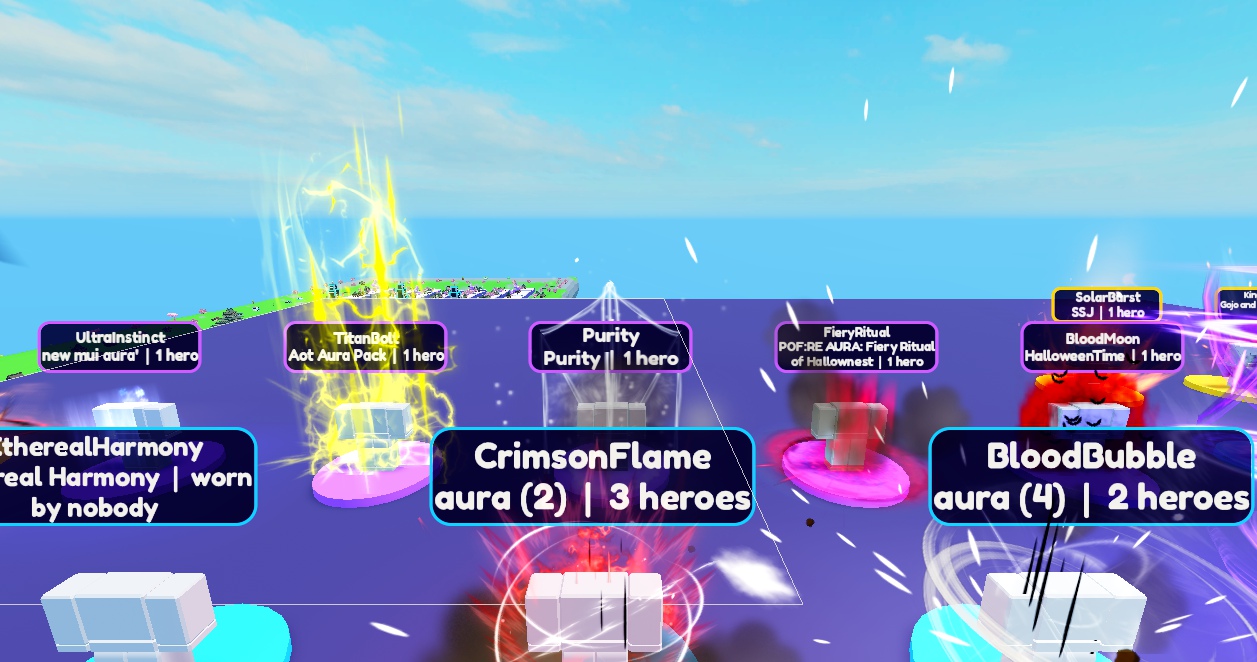 SolarBurst
SSJ | 1 hero
UltraInstinct
new mui aura' | 1 hero
TitanBolt
Aot Aura Pack | 1 hero
Purity
Purity || 1 hero
FieryRitual
POF:RE AURA: Fiery Ritual
of Hallownest | 1 hero
BloodMoon
HalloweenTime | 1 hero
EtherealHarmony
real Harmony | worn
by nobody
CrimsonFlame
aura (2) | 3 heroes
BloodBubble
aura (4) | 2 heroes